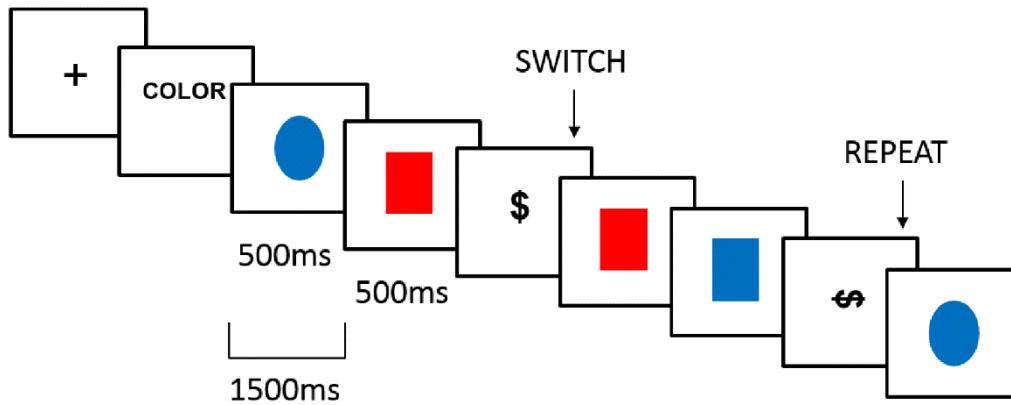 +
COLOR
500ms
500ms
1500ms
$
SWITCH
$
REPEAT